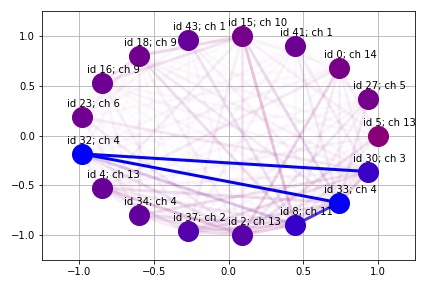 id 43; ch 1
id 15; ch 10
id 41; ch 1
id 18; ch 9
id 0; ch 14
id 16; ch 9
id 27; ch 5
id 23; ch 6
id 5; ch 13
id 32; ch 4
id 30; ch 3
id 4; ch 13
id 33; ch 4
id 34; ch 4
id 8; ch 11
id 37; ch 2
id 2; ch 13
1.0
0.5
0.0
−0.5
−1.0
−1.0
−0.5
0.0
0.5
1.0